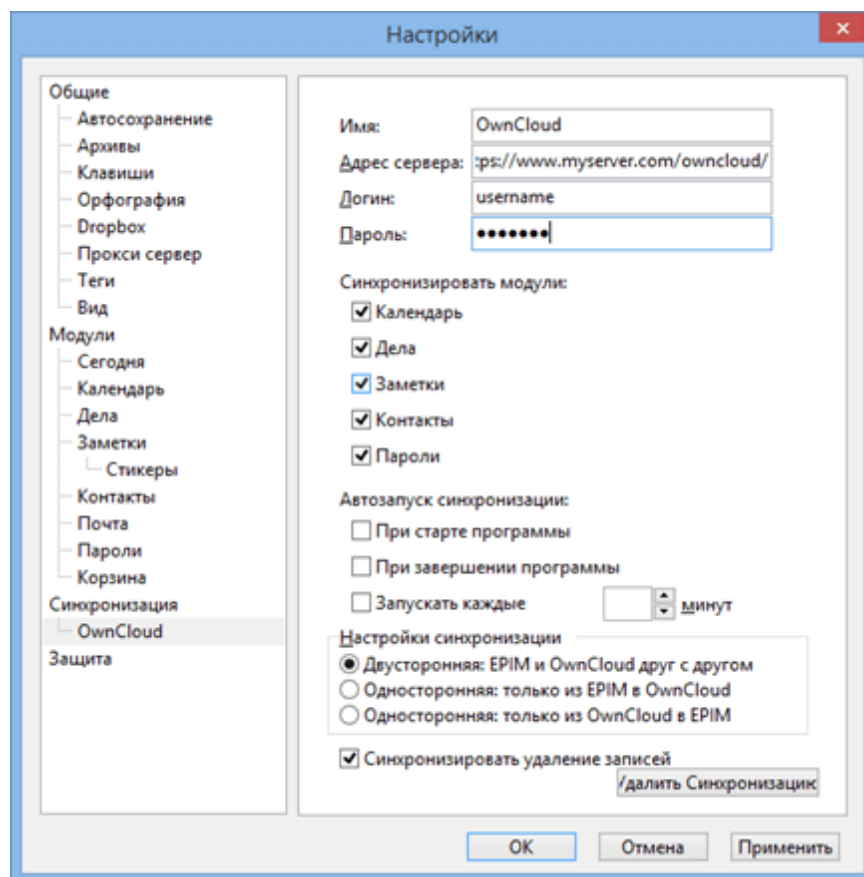 Настройки
Общие
Автосохранение
Архивы
Клавиши
Орфография
Dropbox
Прокси сервер
Теги
Вид
Модули
Сегодня
Календарь
Дела
Заметки
Стикеры
Контакты
Почта
Пароли
Корзина
Синхронизация
OwnCloud
Защита
Имя: OwnCloud
Адрес сервера: :ps://www.myserver.com/owncloud/
Логин: username
Пароль: •••••••
Синхронизировать модули:
Календарь
Дела
Заметки
Контакты
Пароли
Автозапуск синхронизации:
При старте программы
При завершении программы
Запускать каждые минут
Настройки синхронизации
Двусторонняя: EPIM и OwnCloud друг с другом
Односторонняя: только из EPIM в OwnCloud
Односторонняя: только из OwnCloud в EPIM
Синхронизировать удаление записей
Удалить Синхронизацию
OK Отмена Применить